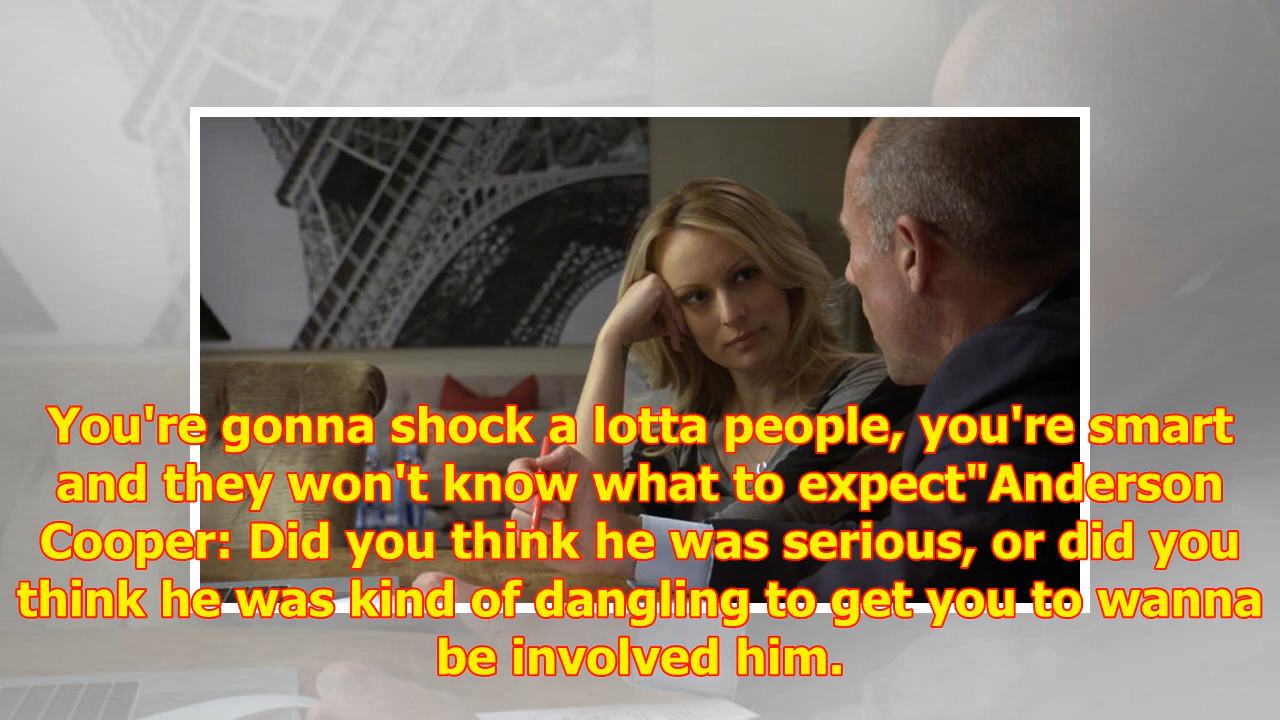 You're gonna shock a lotta people, you're smart
and they won't know what to expect"Anderson
Cooper: Did you think he was serious, or did you
think he was kind of dangling to get you to wanna
be involved him.